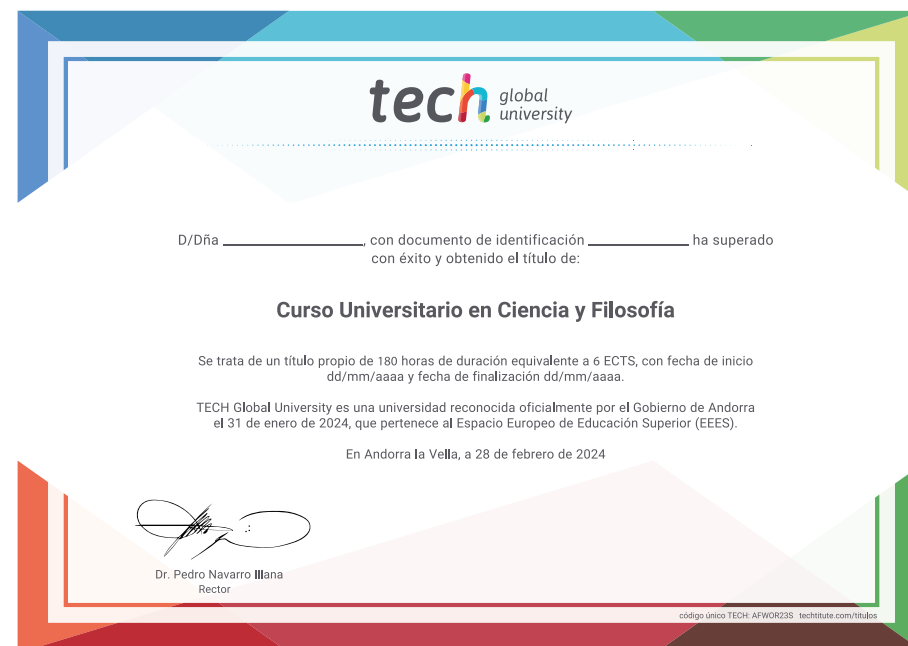 tech global university
D/Dña ____________, con documento de identificación ____________ ha superado
con éxito y obtenido el título de:
Curso Universitario en Ciencia y Filosofía
Se trata de un título propio de 180 horas de duración equivalente a 6 ECTS, con fecha de inicio
dd/mm/aaaa y fecha de finalización dd/mm/aaaa.
TECH Global University es una universidad reconocida oficialmente por el Gobierno de Andorra
el 31 de enero de 2024, que pertenece al Espacio Europeo de Educación Superior (EEES).
En Andorra la Vella, a 28 de febrero de 2024
Dr. Pedro Navarro Illana
Rector
código único TECH: AFWOR23S techtitute.com/titulos